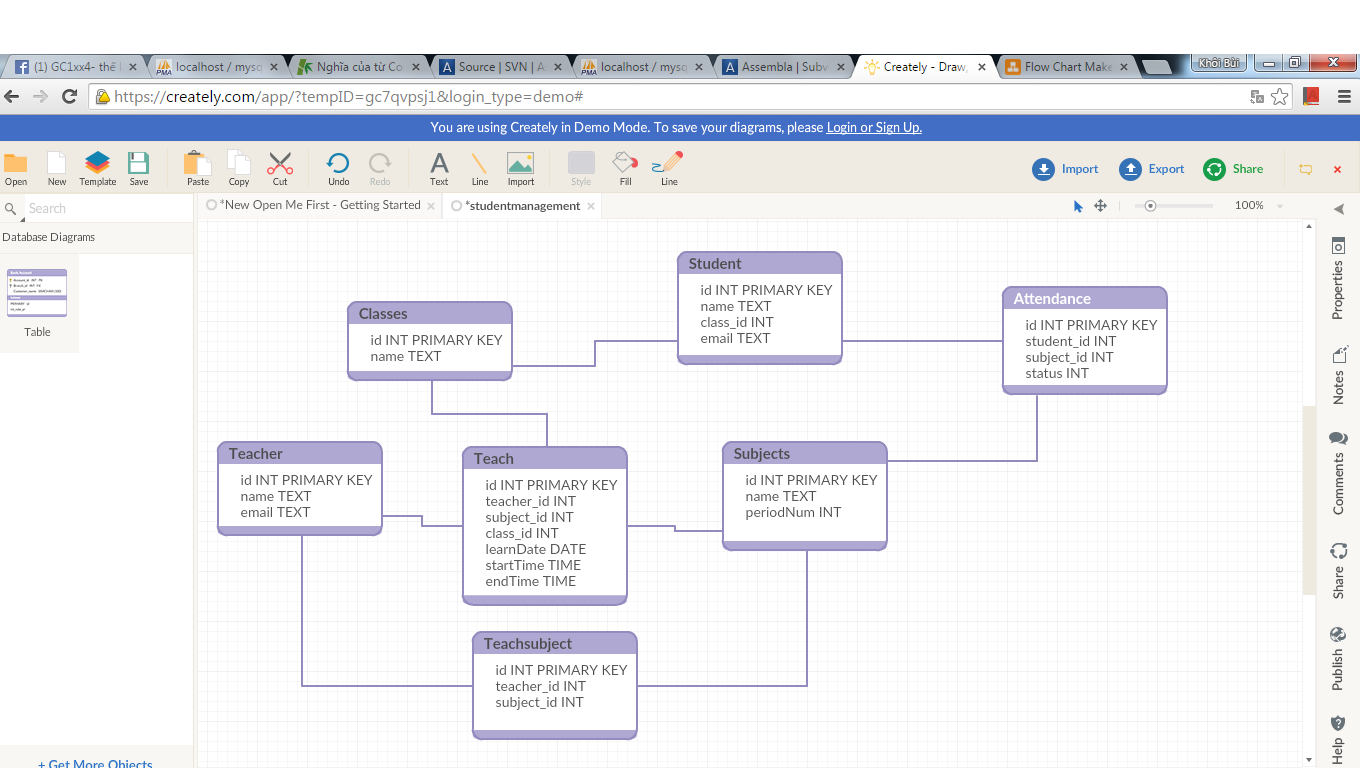 (1) GC1xx4- thế l
localhost / mysq
Nghĩa của từ Co
Source | SVN | A
localhost / mysq
Assembla | Subv
Creately - Draw,
Flow Chart Make
Khôi Bùi
https://creately.com/app/?tempID=gc7qvpsj1&login_type=demo#
You are using Creately in Demo Mode. To save your diagrams, please Login or Sign Up.
Open
New
Template
Save
Paste
Copy
Cut
Undo
Redo
Text
Line
Import
Style
Fill
Line
Import
Export
Share
Search
*New Open Me First - Getting Started
*studentmanagement
100%
Database Diagrams
Table
+ Get More Objects
Student
id INT PRIMARY KEY
name TEXT
class_id INT
email TEXT
Attendance
id INT PRIMARY KEY
student_id INT
subject_id INT
status INT
Classes
id INT PRIMARY KEY
name TEXT
Teacher
id INT PRIMARY KEY
name TEXT
email TEXT
Teach
id INT PRIMARY KEY
teacher_id INT
subject_id INT
class_id INT
learnDate DATE
startTime TIME
endTime TIME
Subjects
id INT PRIMARY KEY
name TEXT
periodNum INT
Teachsubject
id INT PRIMARY KEY
teacher_id INT
subject_id INT
Properties
Notes
Comments
Share
Publish
Help